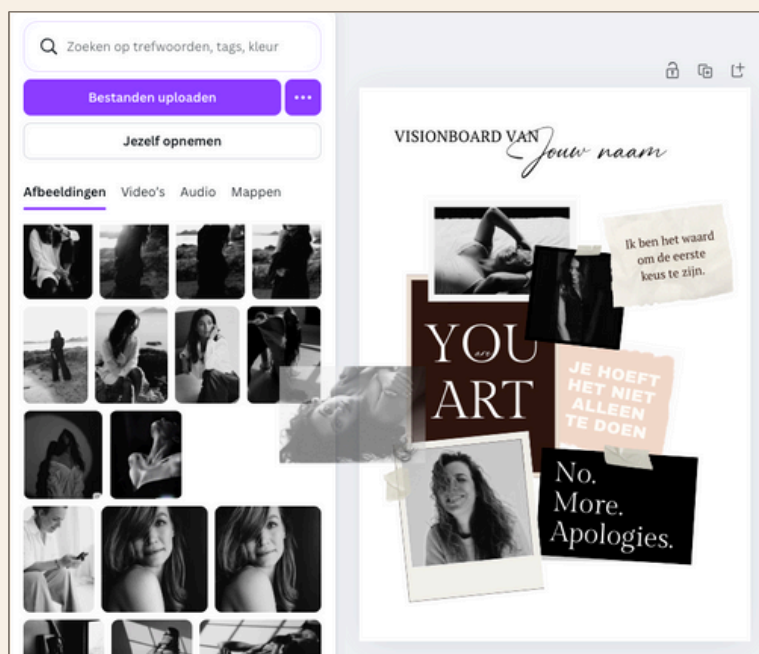 Zoeken op trefwoorden, tags, kleur
Bestanden uploaden
Jezelf opnemen
Afbeeldingen Video's Audio Mappen
VISIONBOARD VAN
Jouw naam
Ik ben het waard
om de eerste
keus te zijn.
YOU
are
ART
JE HOEFT
HET NIET
ALLEEN
TE DOEN
No.
More.
Apologies.